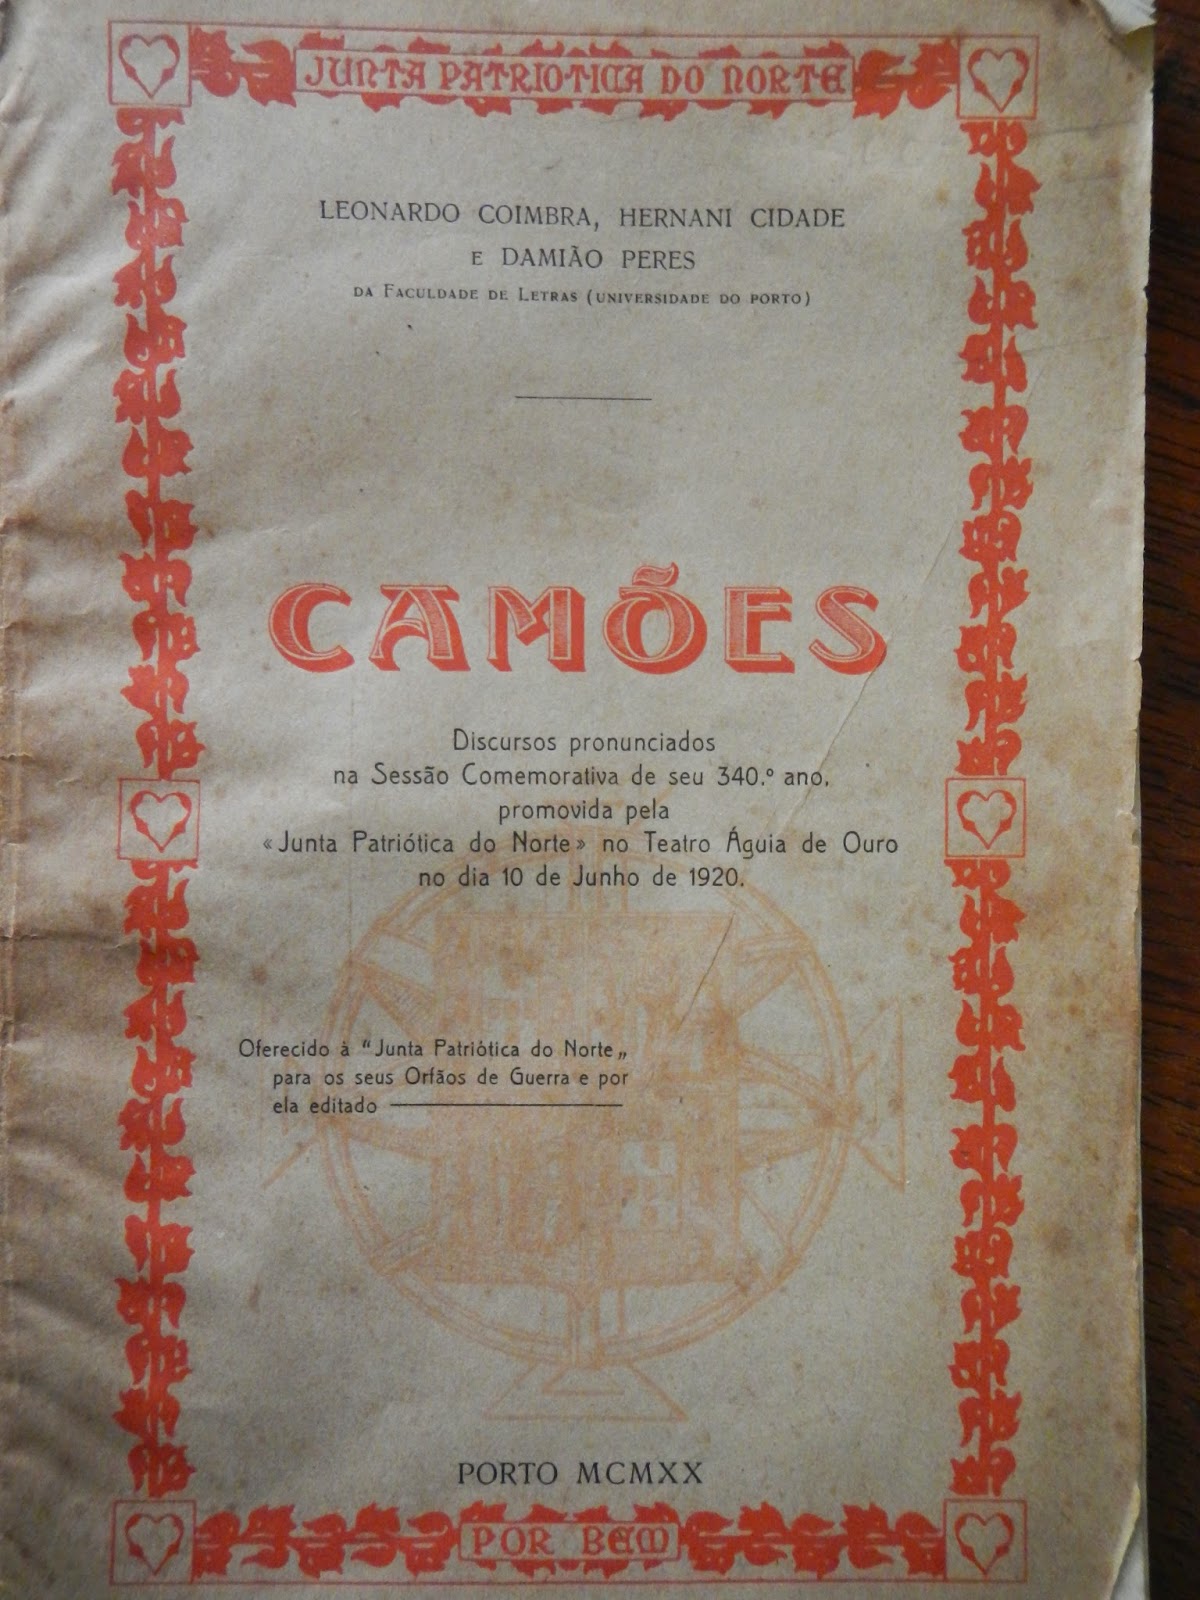 JUNTA PATRIOTICA DO NORTE
LEONARDO COIMBRA, HERNANI CIDADE
E DAMIÃO PERES
DA FACULDADE DE LETRAS (UNIVERSIDADE DO PORTO)
CAMÕES
Discursos pronunciados
na Sessão Comemorativa de seu 340.º ano,
promovida pela
«Junta Patriótica do Norte» no Teatro Águia de Ouro
no dia 10 de Junho de 1920.
Oferecido à "Junta Patriótica do Norte„
para os seus Orfãos de Guerra e por
ela editado
PORTO MCMXX
POR BEM